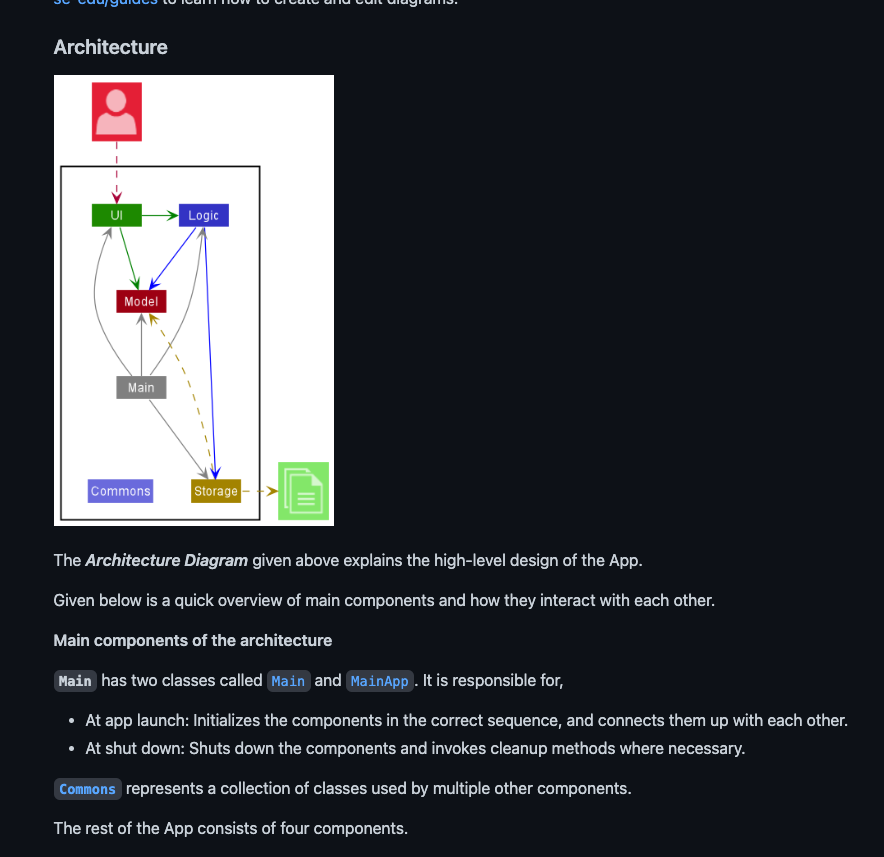 se-edu/guides to learn how to create and edit diagrams.
Architecture
UI
Logic
Model
Main
Commons
Storage
The Architecture Diagram given above explains the high-level design of the App.
Given below is a quick overview of main components and how they interact with each other.
Main components of the architecture
Main has two classes called Main and MainApp. It is responsible for,
• At app launch: Initializes the components in the correct sequence, and connects them up with each other.
• At shut down: Shuts down the components and invokes cleanup methods where necessary.
Commons represents a collection of classes used by multiple other components.
The rest of the App consists of four components.